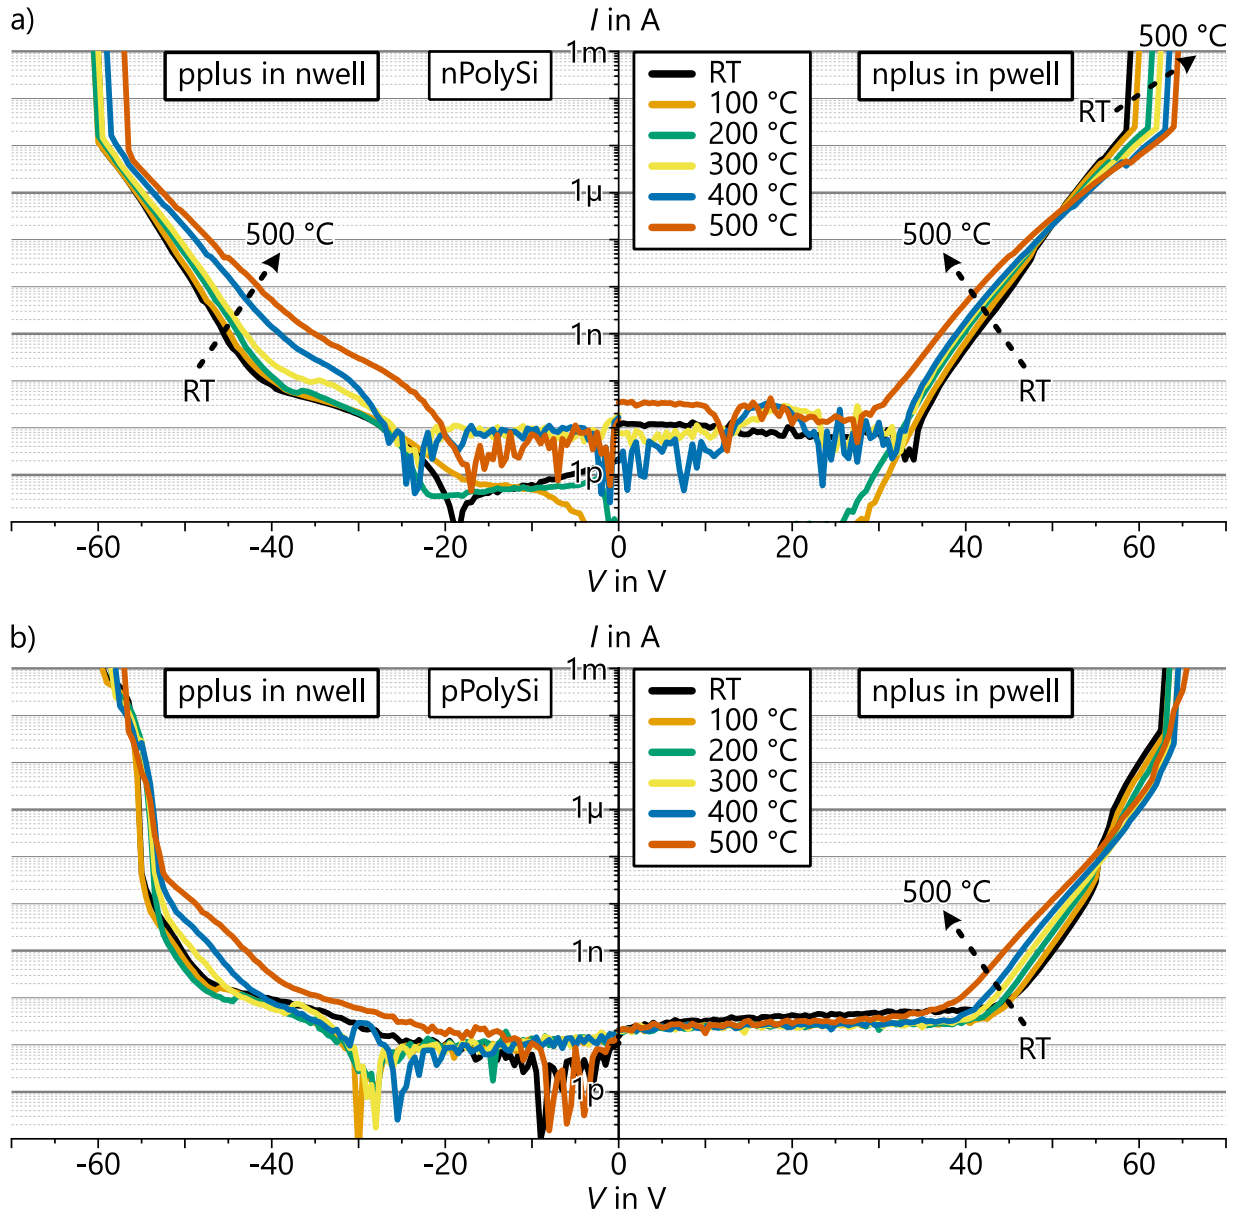 a)
I in A
500 °C
1m
pplus in nwell
nPolySi
RT
100 °C
200 °C
300 °C
400 °C
500 °C
nplus in pwell
RT
1µ
500 °C
500 °C
1n
RT
RT
1p
-60
-40
-20
0
20
40
60
V in V
b)
I in A
1m
pplus in nwell
pPolySi
RT
100 °C
200 °C
300 °C
400 °C
500 °C
nplus in pwell
1µ
500 °C
1n
RT
1p
-60
-40
-20
0
20
40
60
V in V